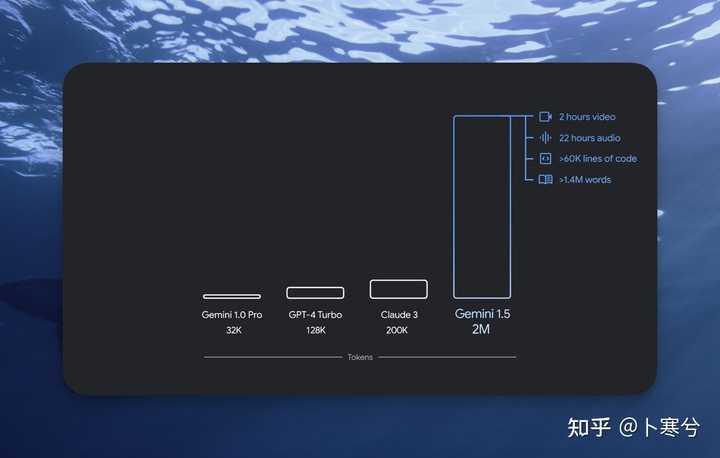 2 hours video
22 hours audio
>60K lines of code
>1.4M words
Gemini 1.0 Pro
32K
GPT-4 Turbo
128K
Claude 3
200K
Gemini 1.5
2M
Tokens
知乎 @卜寒兮